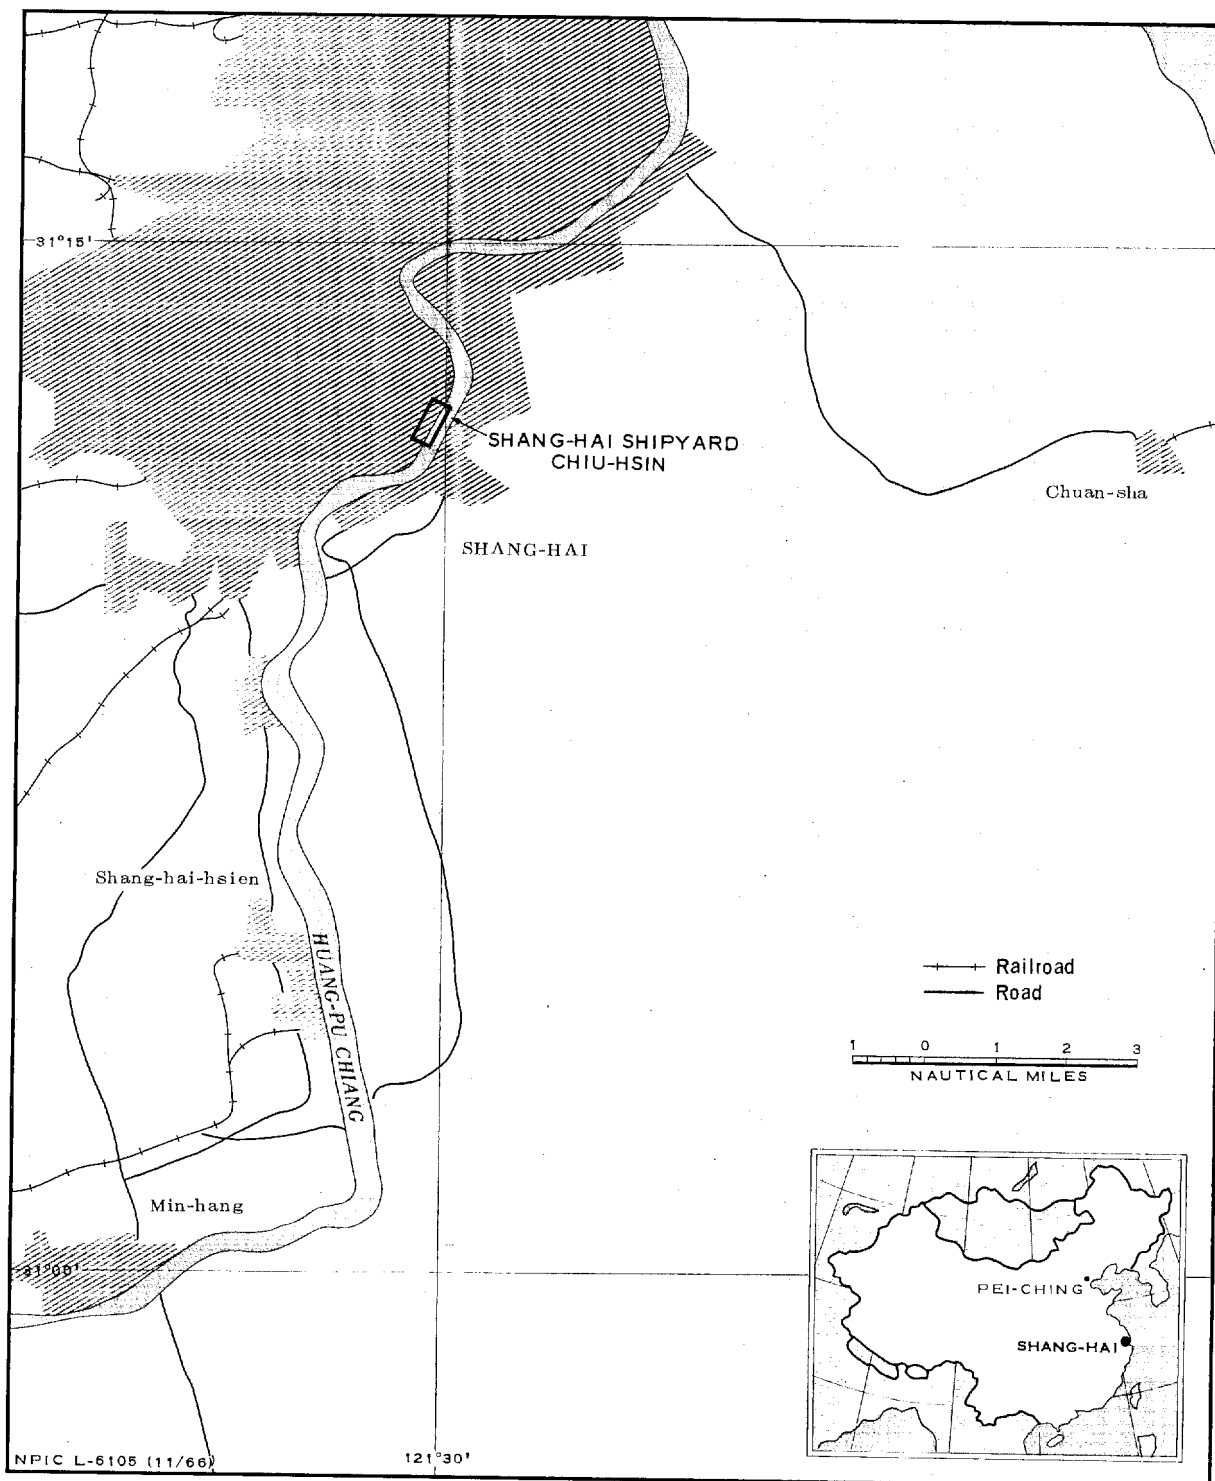 31°15'
SHANG-HAI SHIPYARD
CHIU-HSIN
Chuan-sha
SHANG-HAI
Shang-hai-hsien
HUANG-PU CHIANG
Railroad
Road
1 0 1 2 3
NAUTICAL MILES
Min-hang
31°00'
PEI-CHING
SHANG-HAI
NPIC L-6105 (11/66)
121°30'